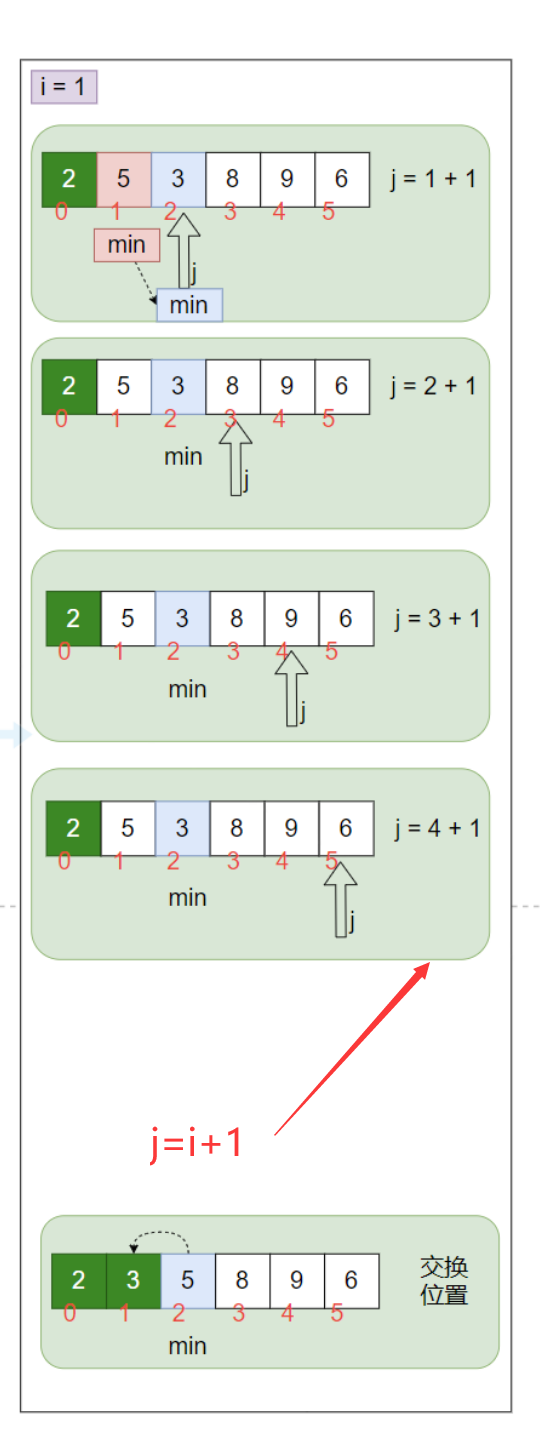 i = 1
2 5 3 8 9 6 j = 1 + 1
0 1 2 3 4 5
min
j
min
2 5 3 8 9 6 j = 2 + 1
0 1 2 3 4 5
min
j
2 5 3 8 9 6 j = 3 + 1
0 1 2 3 4 5
min
j
2 5 3 8 9 6 j = 4 + 1
0 1 2 3 4 5
min
j
j=i+1
2 3 5 8 9 6
0 1 2 3 4 5
交换
位置
min